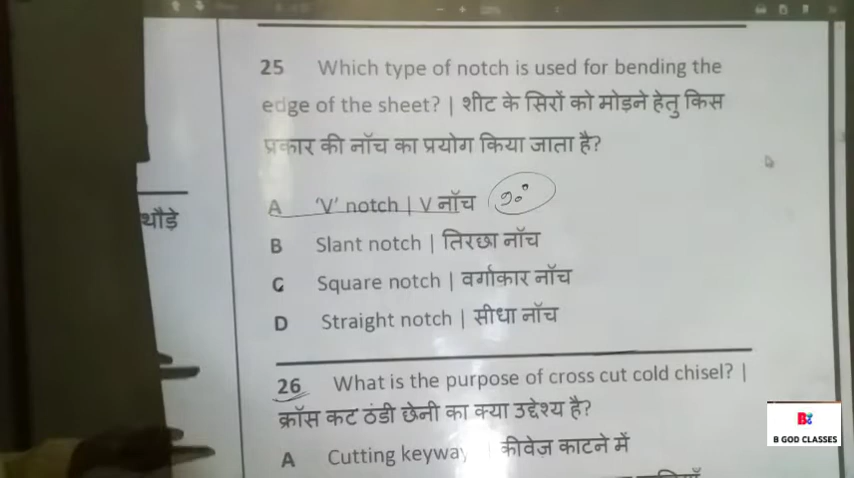 थौड़े
25 Which type of notch is used for bending the
edge of the sheet? | शीट के सिरों को मोड़ने हेतु किस
प्रकार की नॉच का प्रयोग किया जाता है?
A 'V' notch | V नॉच 90°
B Slant notch | तिरछा नॉच
C Square notch | वर्गाकार नॉच
D Straight notch | सीधा नॉच
26 What is the purpose of cross cut cold chisel? |
क्रॉस कट ठंडी छेनी का क्या उद्देश्य है?
A Cutting keyway | कीवेज़ काटने में
B GOD CLASSES